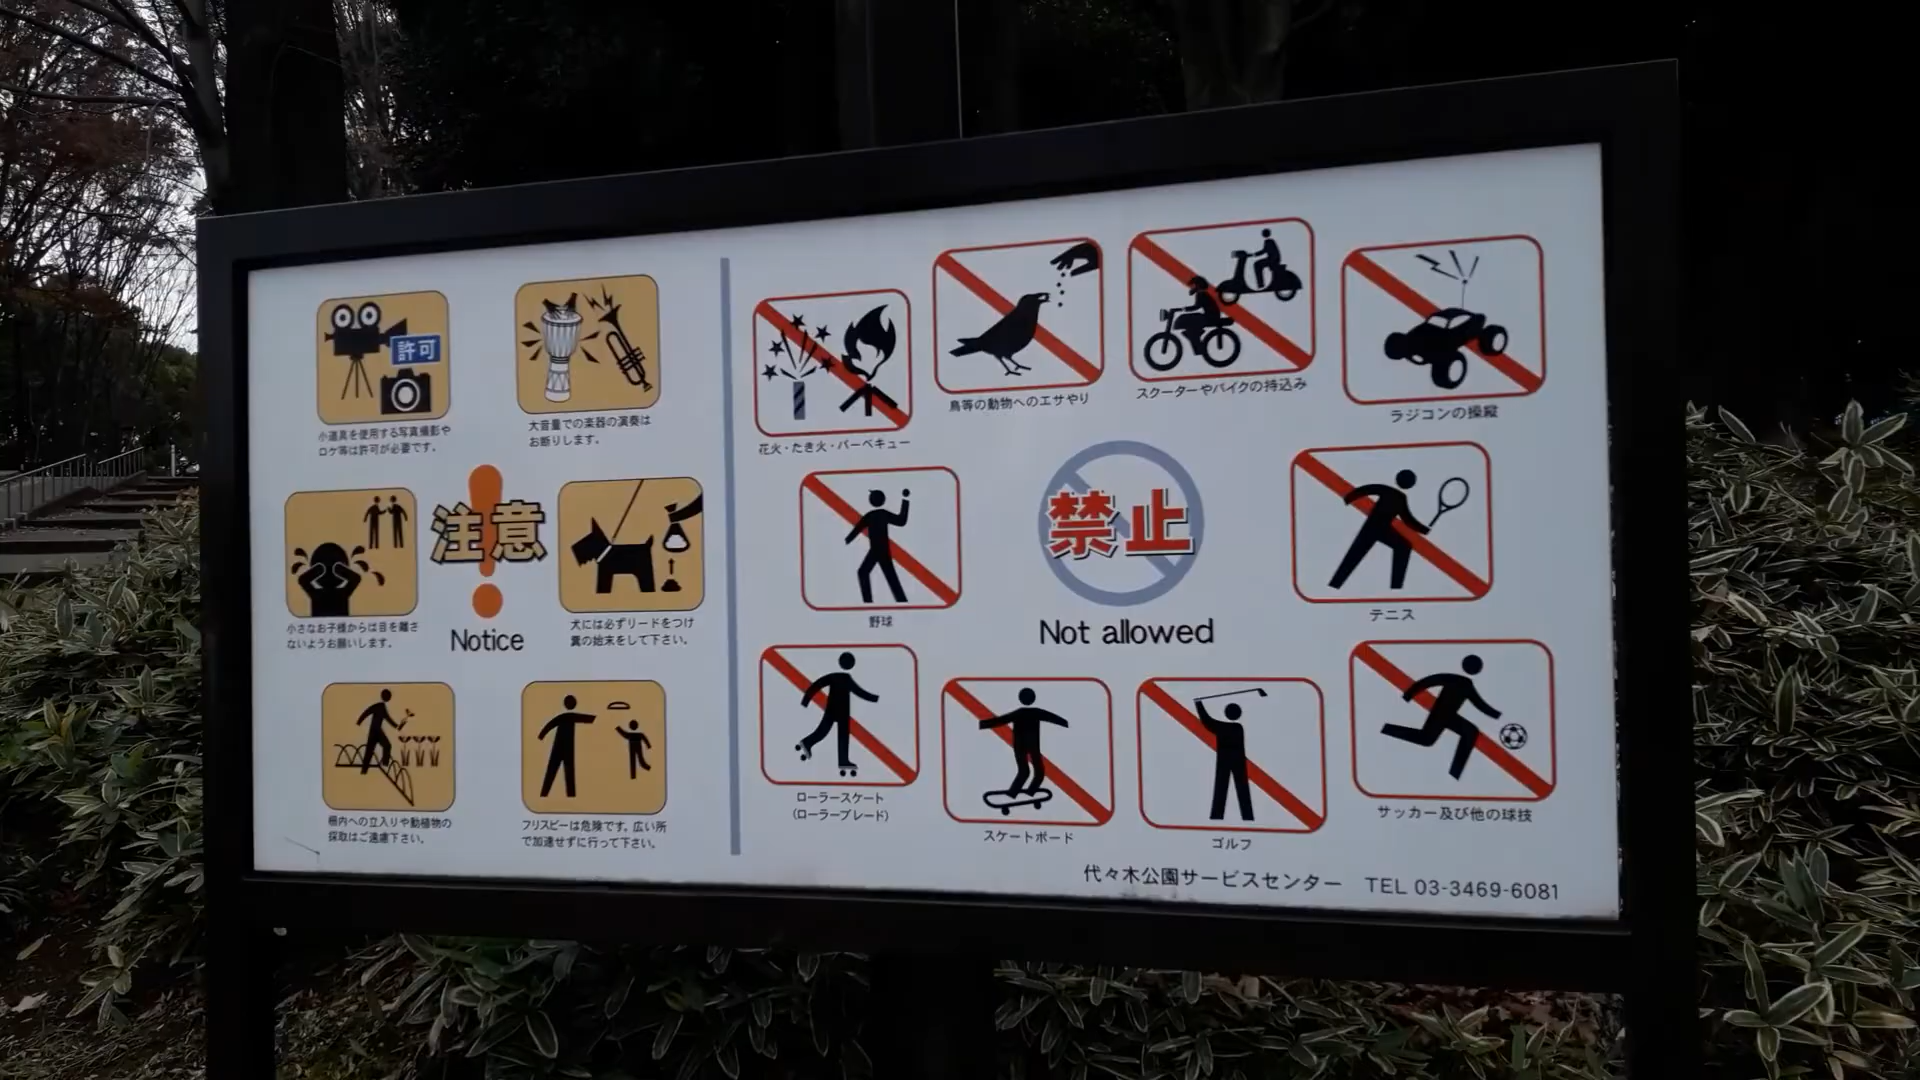 許可
小道具を使用する写真撮影や
ロケ等は許可が必要です。
大音量での楽器の演奏は
お断りします。
小さなお子様からは目を離さ
ないようお願いします。
注意
Notice
犬には必ずリードをつけ
糞の始末をして下さい。
柵内への立入りや動植物の
採取はご遠慮下さい。
フリスビーは危険です。広い所
で加速せずに行って下さい。
花火・たき火・バーベキュー
鳥等の動物へのエサやり
スクーターやバイクの持込み
ラジコンの操縦
野球
禁止
Not allowed
テニス
ローラースケート
(ローラーブレード)
スケートボード
ゴルフ
サッカー及び他の球技
代々木公園サービスセンター TEL 03-3469-6081